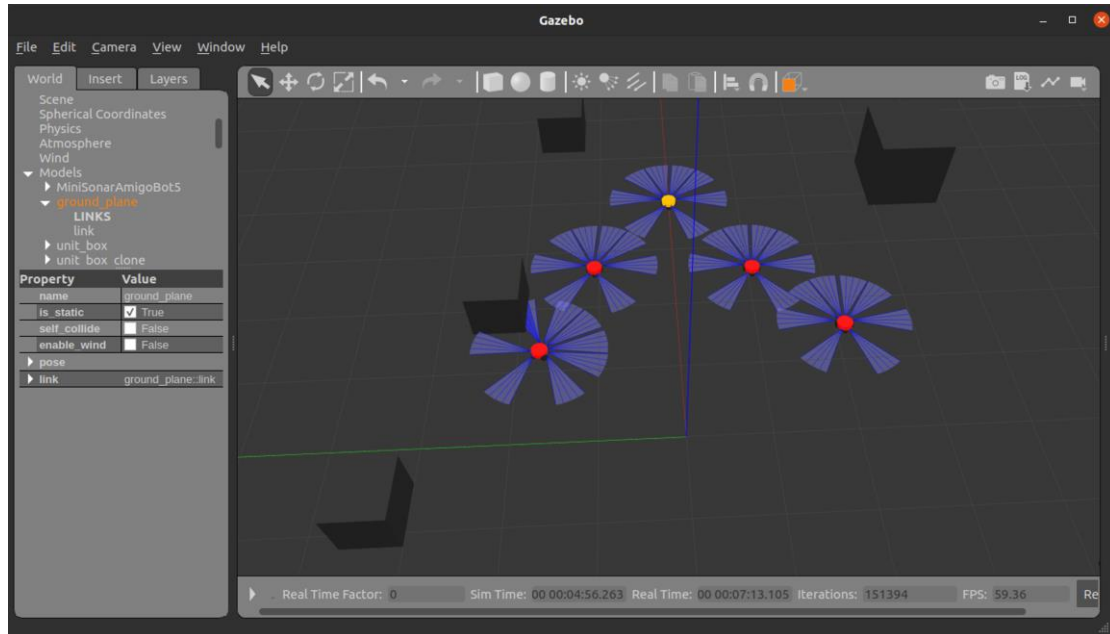 Gazebo
File Edit Camera View Window Help
World Insert Layers
Scene
Spherical Coordinates
Physics
Atmosphere
Wind
Models
MiniSonarAmigoBot5
ground_plane
LINKS
link
unit_box
unit_box_clone
Property Value
name ground_plane
is_static True
self_collide False
enable_wind False
pose
link ground_plane::link
LOG
Real Time Factor: 0 Sim Time: 00 00:04:56.263 Real Time: 00 00:07:13.105 Iterations: 151394 FPS: 59.36 Re